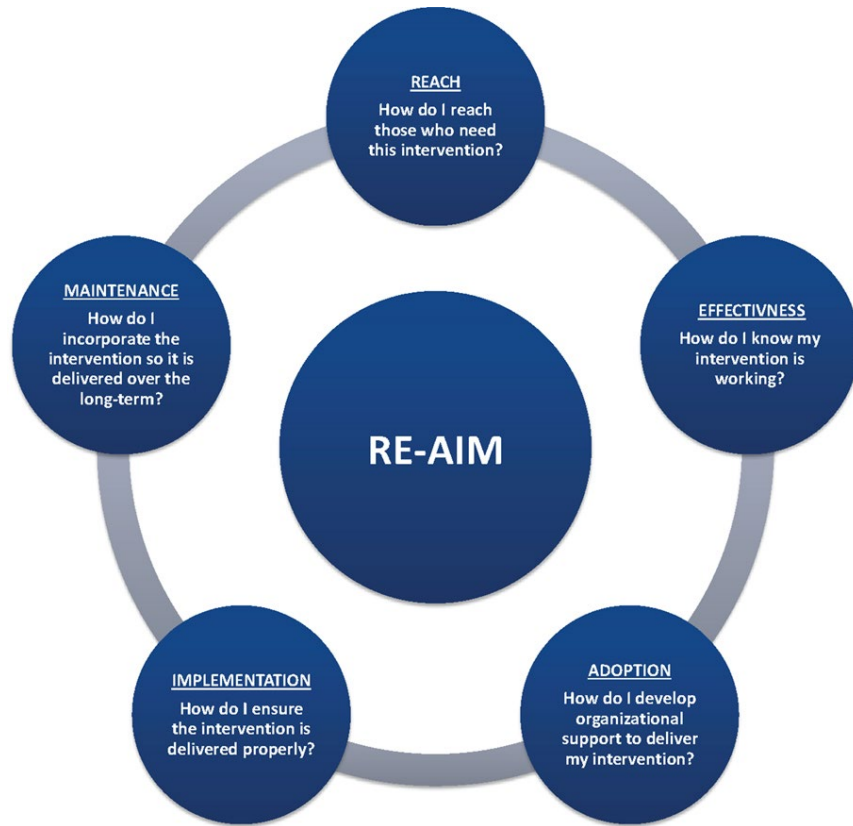 REACH
How do I reach
those who need
this intervention?
EFFECTIVNESS
How do I know my
intervention is
working?
ADOPTION
How do I develop
organizational
support to deliver
my intervention?
IMPLEMENTATION
How do I ensure
the intervention is
delivered properly?
MAINTENANCE
How do I
incorporate the
intervention so it is
delivered over the
long-term?
RE-AIM